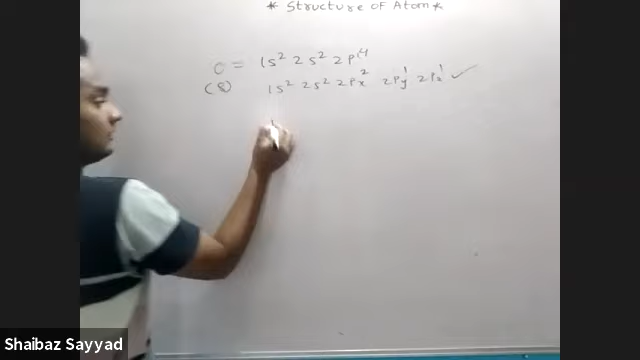 * Structure of Atom *
O = 1s² 2s² 2p⁴
(8) 1s² 2s² 2Px² 2Py¹ 2Pz¹ ✓
Shaibaz Sayyad